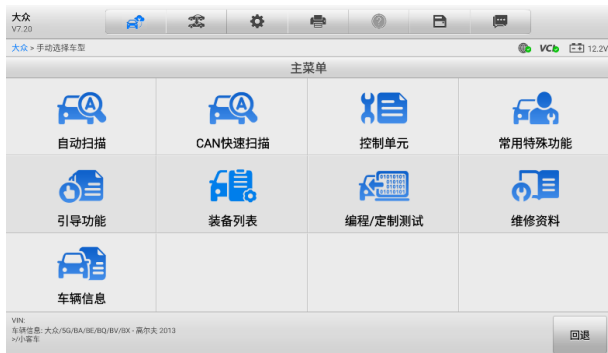 大众
V7.20
大众 > 手动选择车型
VCI
12.2V
主菜单
自动扫描
CAN快速扫描
控制单元
常用特殊功能
引导功能
装备列表
编程/定制测试
维修资料
车辆信息
VIN:
车辆信息: 大众/5G/BA/BE/BQ/BV/BX - 高尔夫 2013
>/小客车
回退